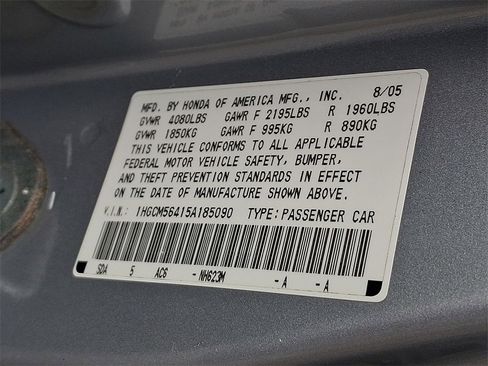 MFD. BY HONDA OF AMERICA MFG., INC. 8/05
GVWR 4080LBS GAWR F 2195LBS R 1960LBS
GVWR 1850KG GAWR F 995KG R 890KG
THIS VEHICLE CONFORMS TO ALL APPLICABLE
FEDERAL MOTOR VEHICLE SAFETY, BUMPER,
AND THEFT PREVENTION STANDARDS IN EFFECT
ON THE DATE OF MANUFACTURE SHOWN ABOVE.
V.I.N.: 1HGCM56415A185090 TYPE: PASSENGER CAR
SDA 5 AC6 - NH623M - A - A